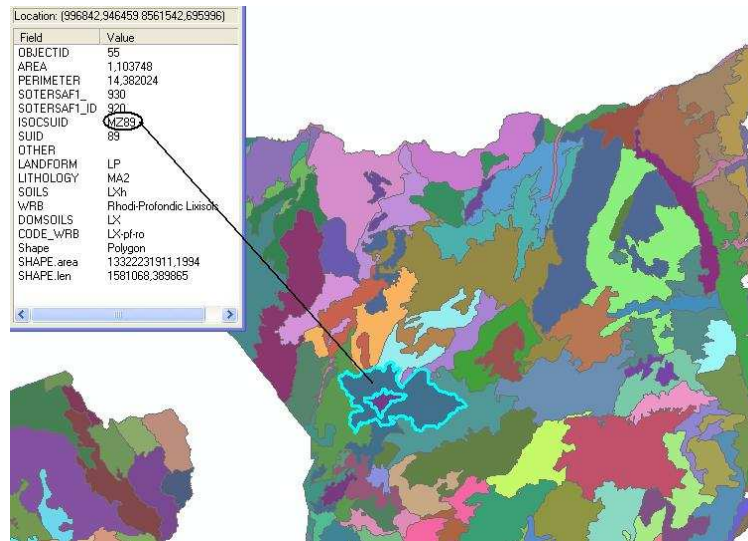 Location: (996842,946459 8561542,695996)
Field Value
OBJECTID 55
AREA 1,103748
PERIMETER 14,382024
SOTERSAF1_ 930
SOTERSAF1_ID 920
ISOCSUID MZ89
SUID 89
OTHER
LANDFORM LP
LITHOLOGY MA2
SOILS LXh
WRB Rhodi-Profondic Lixisols
DOMSOILS LX
CODE_WRB LX-pf-ro
Shape Polygon
SHAPE.area 13322231911,1994
SHAPE.len 1581068,389865